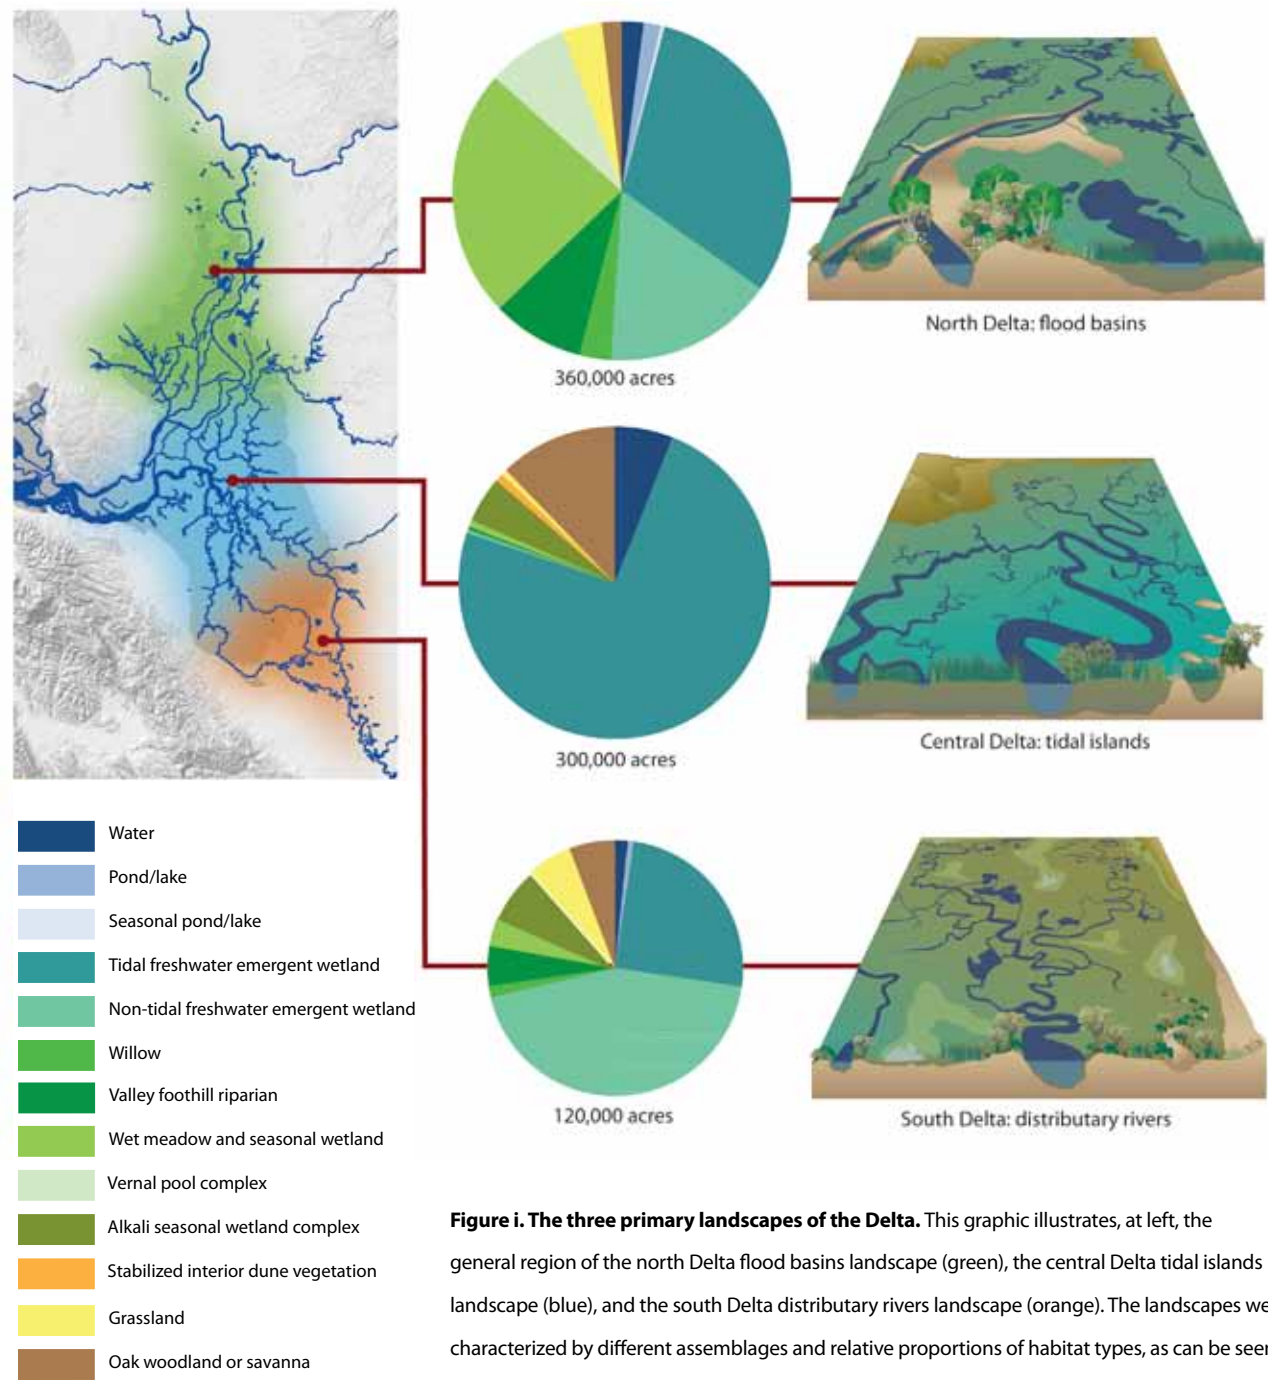 360,000 acres
North Delta: flood basins
300,000 acres
Central Delta: tidal islands
120,000 acres
South Delta: distributary rivers
Water
Pond/lake
Seasonal pond/lake
Tidal freshwater emergent wetland
Non-tidal freshwater emergent wetland
Willow
Valley foothill riparian
Wet meadow and seasonal wetland
Vernal pool complex
Alkali seasonal wetland complex
Stabilized interior dune vegetation
Grassland
Oak woodland or savanna
Figure i. The three primary landscapes of the Delta. This graphic illustrates, at left, the
general region of the north Delta flood basins landscape (green), the central Delta tidal islands
landscape (blue), and the south Delta distributary rivers landscape (orange). The landscapes we
characterized by different assemblages and relative proportions of habitat types, as can be seen